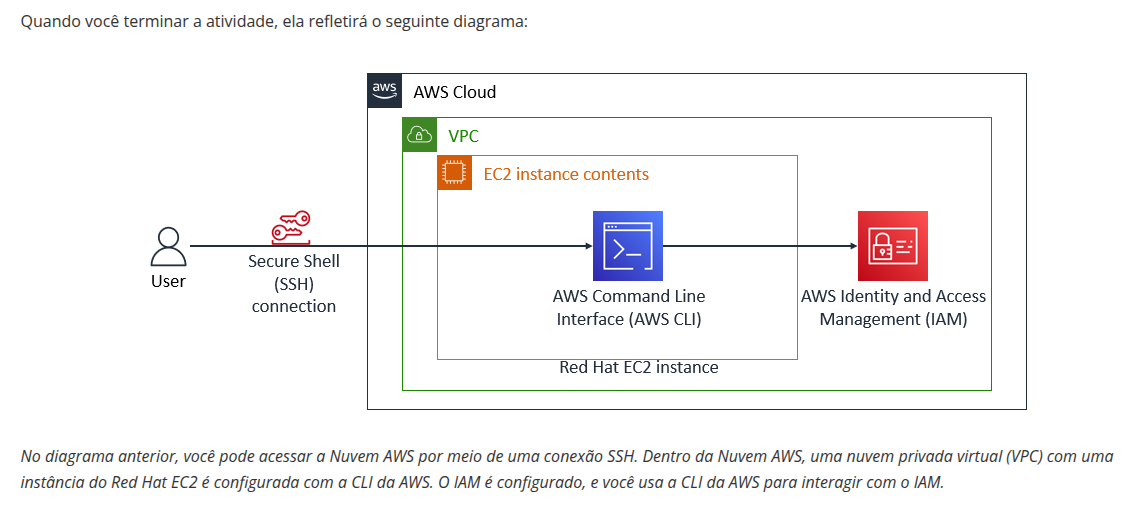 Quando você terminar a atividade, ela refletirá o seguinte diagrama:
aws
AWS Cloud
VPC
EC2 instance contents
User
Secure Shell
(SSH)
connection
AWS Command Line
Interface (AWS CLI)
AWS Identity and Access
Management (IAM)
Red Hat EC2 instance
No diagrama anterior, você pode acessar a Nuvem AWS por meio de uma conexão SSH. Dentro da Nuvem AWS, uma nuvem privada virtual (VPC) com uma
instância do Red Hat EC2 é configurada com a CLI da AWS. O IAM é configurado, e você usa a CLI da AWS para interagir com o IAM.